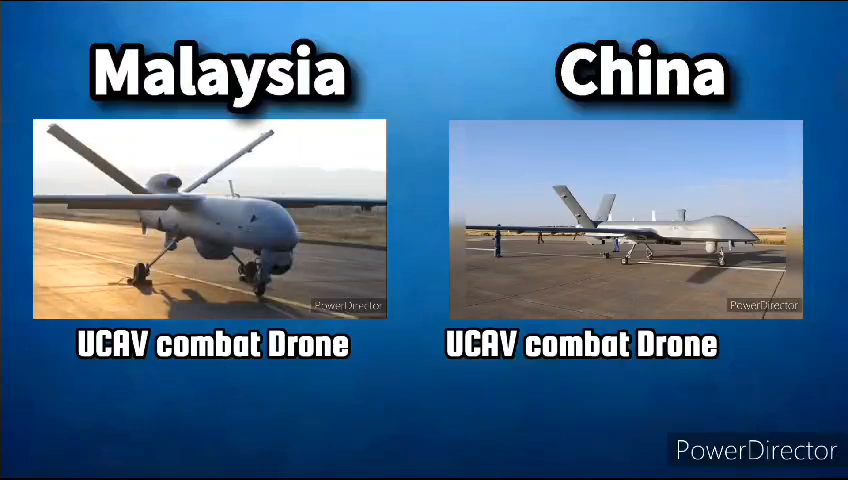 Malaysia
China
PowerDirector
PowerDirector
UCAV combat Drone
UCAV combat Drone
PowerDirector